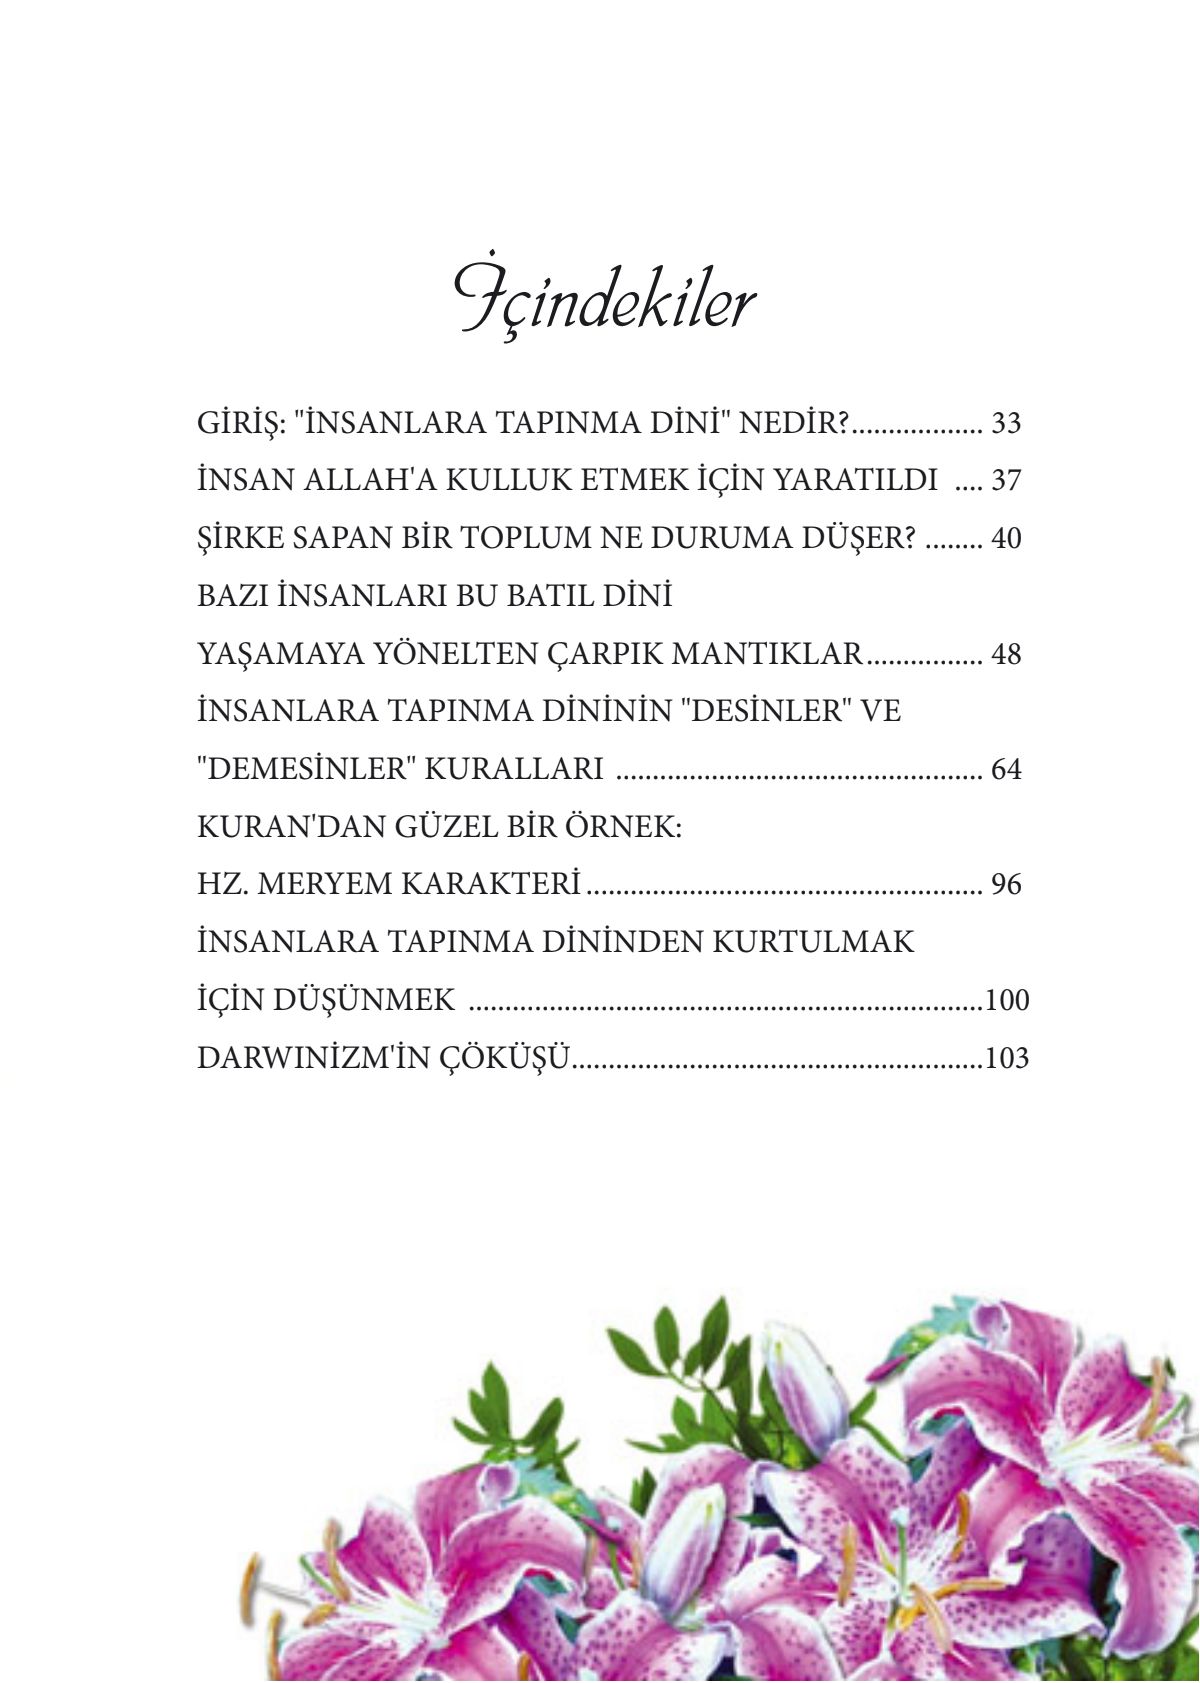 İçindekiler
GİRİŞ: "İNSANLARA TAPINMA DİNİ" NEDİR?.................. 33
İNSAN ALLAH'A KULLUK ETMEK İÇİN YARATILDI .... 37
ŞİRKE SAPAN BİR TOPLUM NE DURUMA DÜŞER? ........ 40
BAZI İNSANLARI BU BATIL DİNİ
YAŞAMAYA YÖNELTEN ÇARPIK MANTIKLAR................ 48
İNSANLARA TAPINMA DİNİNİN "DESİNLER" VE
"DEMESİNLER" KURALLARI .................................................. 64
KURAN'DAN GÜZEL BİR ÖRNEK:
HZ. MERYEM KARAKTERİ...................................................... 96
İNSANLARA TAPINMA DİNİNDEN KURTULMAK
İÇİN DÜŞÜNMEK ......................................................................100
DARWINİZM'İN ÇÖKÜŞÜ........................................................103